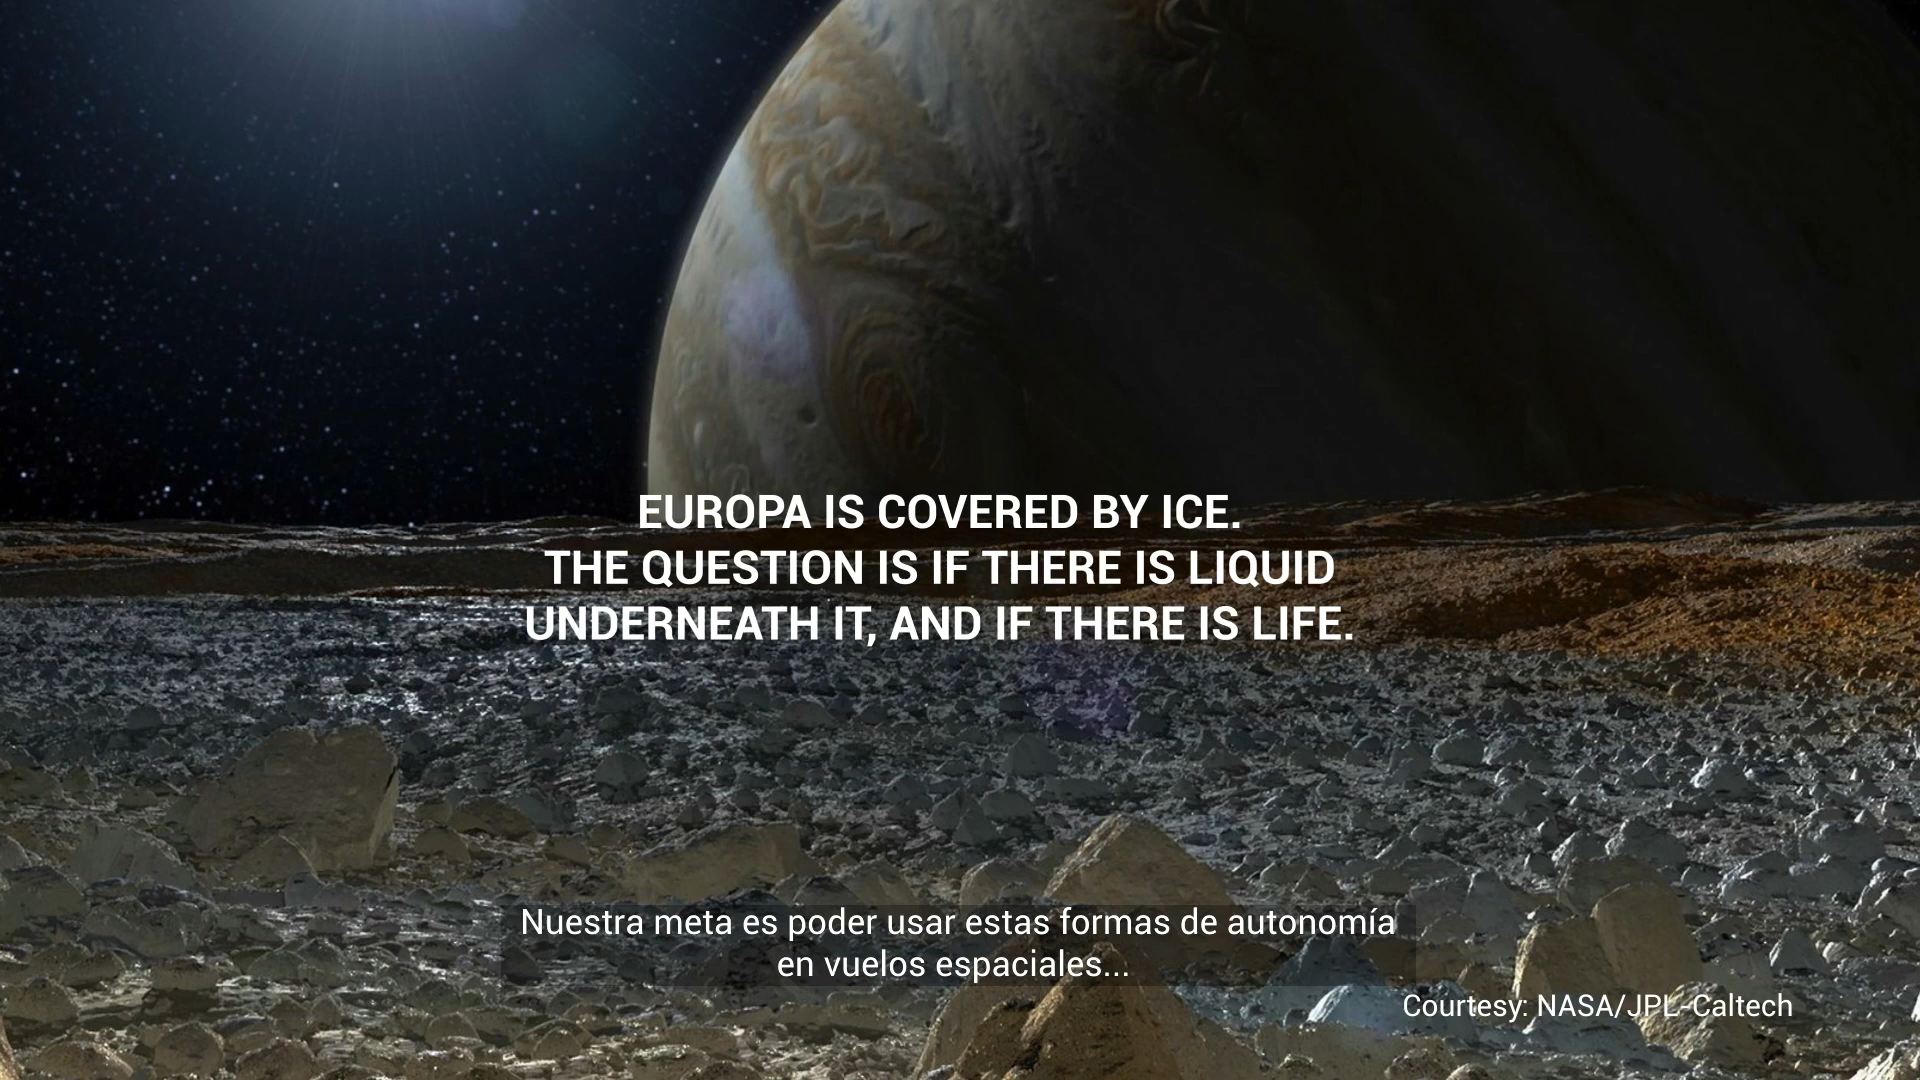 EUROPA IS COVERED BY ICE.
THE QUESTION IS IF THERE IS LIQUID
UNDERNEATH IT, AND IF THERE IS LIFE.
Nuestra meta es poder usar estas formas de autonomía
en vuelos espaciales...
Courtesy: NASA/JPL-Caltech